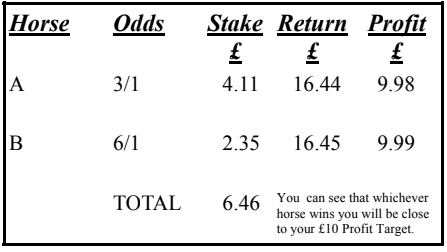 Horse Odds Stake Return Profit
£ £ £
A 3/1 4.11 16.44 9.98
B 6/1 2.35 16.45 9.99
TOTAL 6.46 You can see that whichever
horse wins you will be close
to your £10 Profit Target.